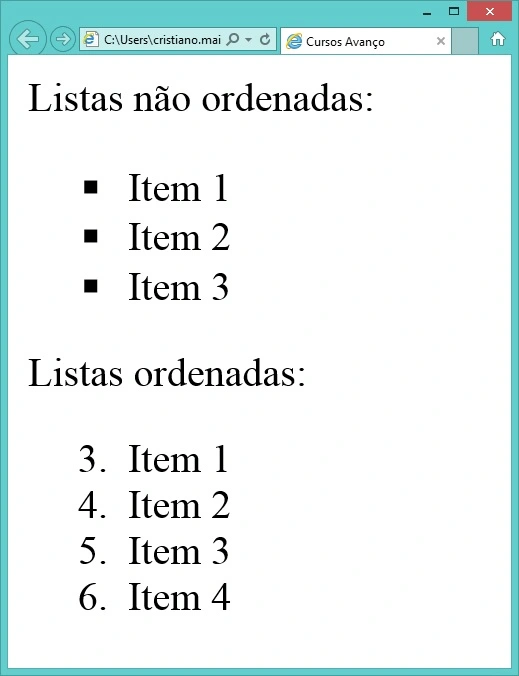 C:\Users\cristiano.mai
Cursos Avanço
Listas não ordenadas:
Item 1
Item 2
Item 3
Listas ordenadas:
3. Item 1
4. Item 2
5. Item 3
6. Item 4